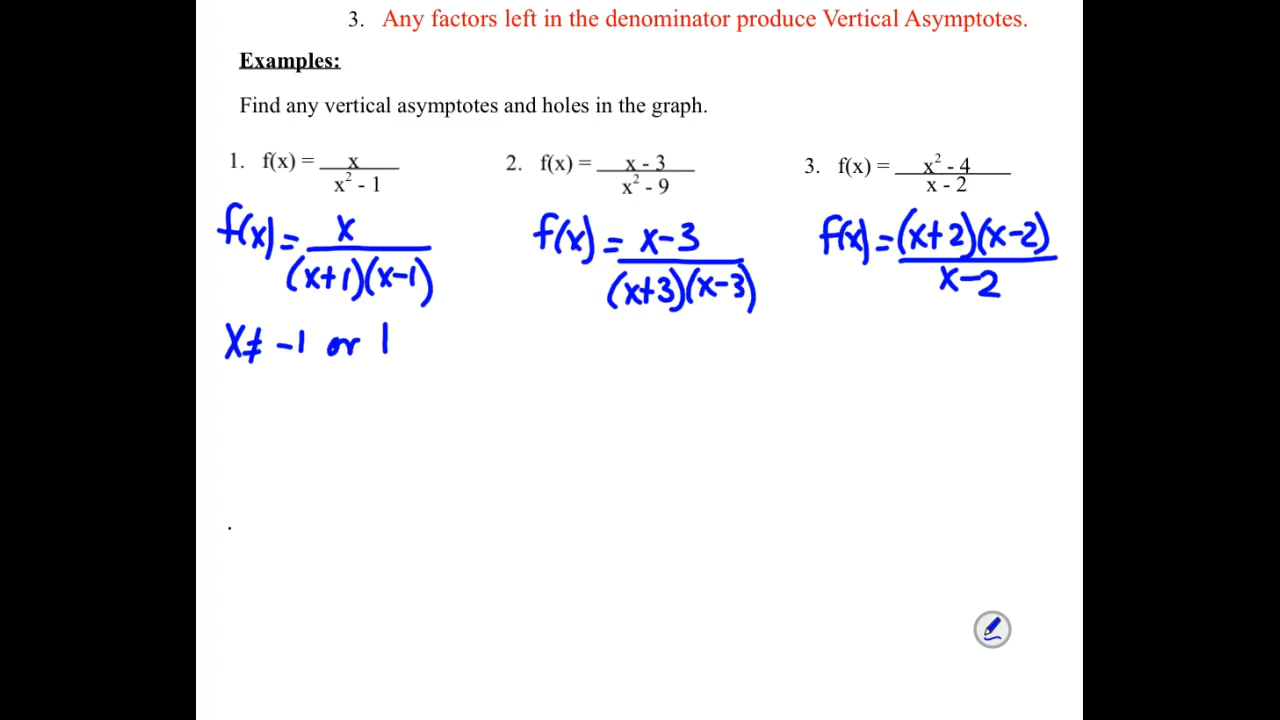 3. Any factors left in the denominator produce Vertical Asymptotes.
Examples:
Find any vertical asymptotes and holes in the graph.
1. f(x) = x / x² - 1
2. f(x) = x - 3 / x² - 9
3. f(x) = x² - 4 / x - 2
f(x) = x / (x+1)(x-1)
f(x) = x-3 / (x+3)(x-3)
f(x) = (x+2)(x-2) / x-2
x ≠ -1 or 1